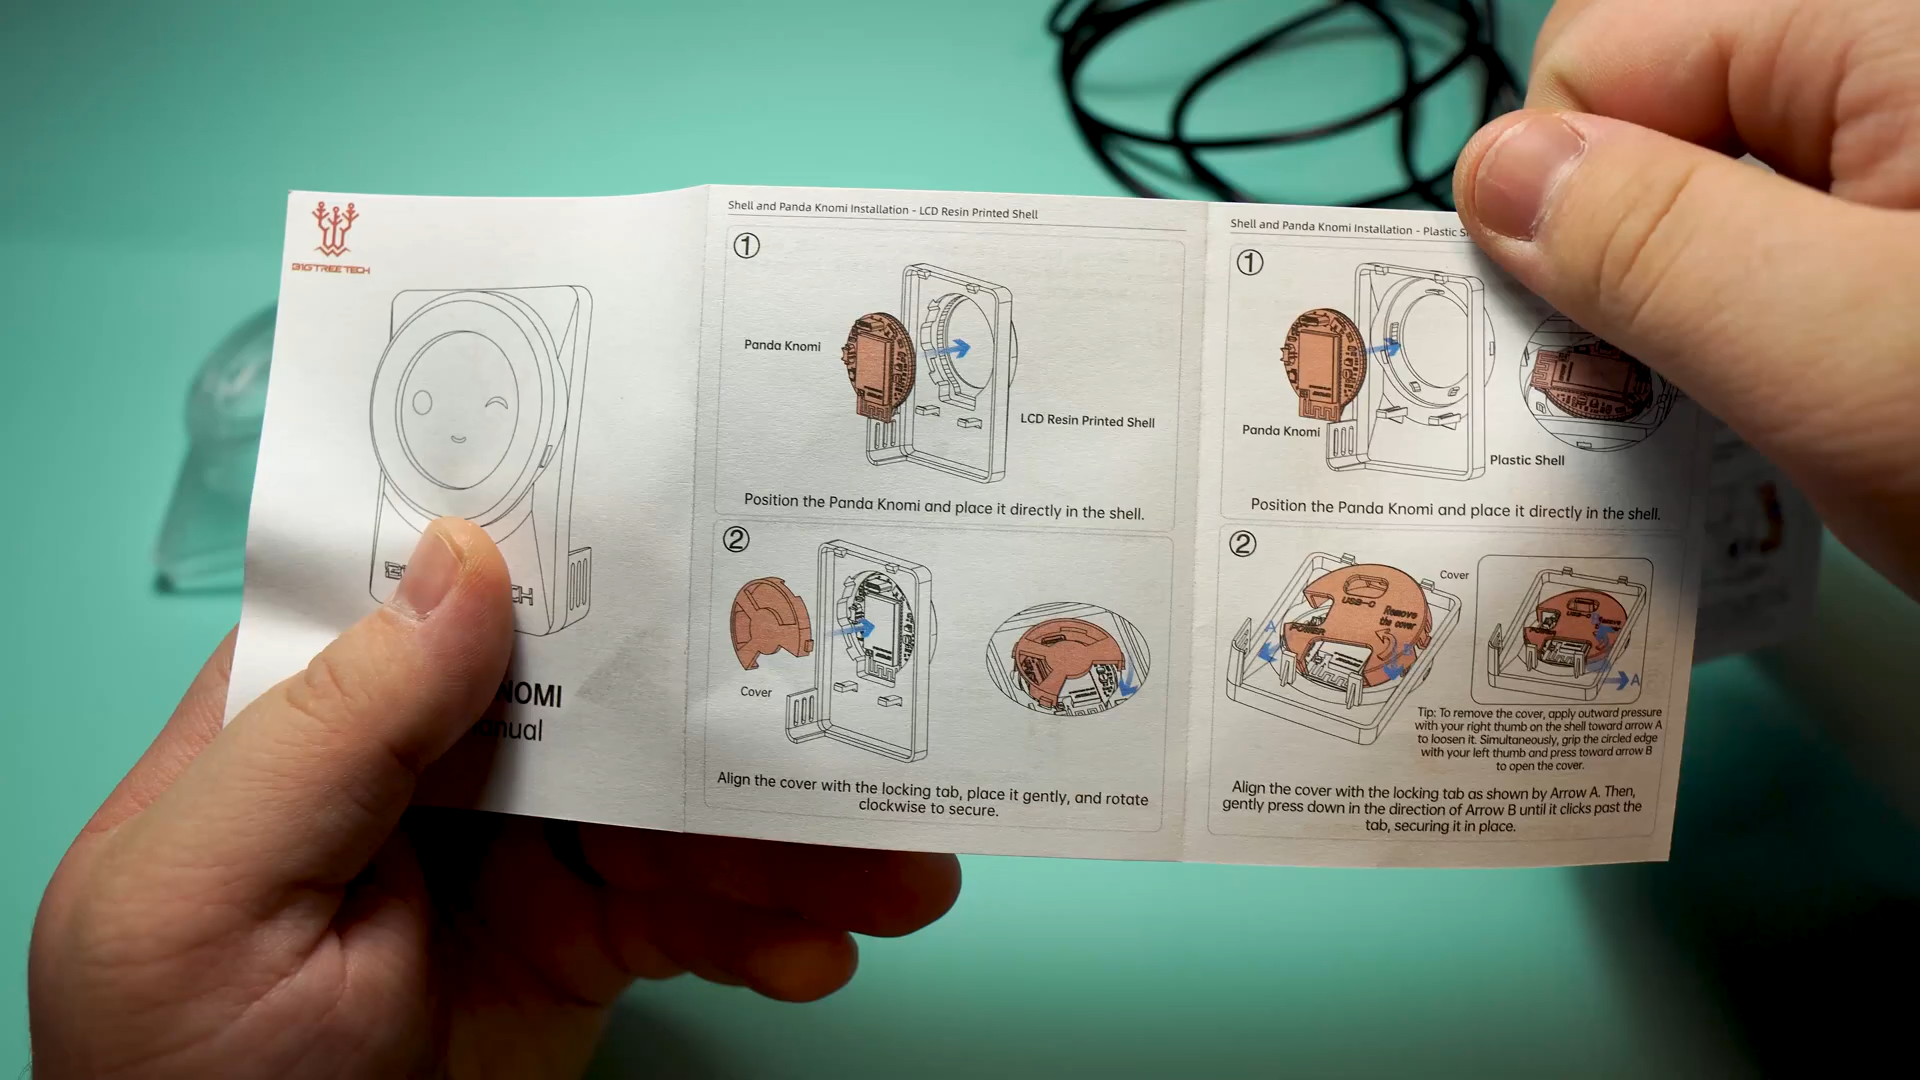 BIGTREETECH
NOMI
Shell and Panda Knomi Installation - LCD Resin Printed Shell
①
Panda Knomi
LCD Resin Printed Shell
Position the Panda Knomi and place it directly in the shell.
②
Cover
Align the cover with the locking tab, place it gently, and rotate
clockwise to secure.
Shell and Panda Knomi Installation - Plastic
①
Panda Knomi
Plastic Shell
Position the Panda Knomi and place it directly in the shell.
②
Cover
USB-C
Remove
the cover
POWER
A
B
A
Tip: To remove the cover, apply outward pressure
with your right thumb on the shell toward arrow A
to loosen it. Simultaneously, grip the circled edge
with your left thumb and press toward arrow B
to open the cover.
Align the cover with the locking tab as shown by Arrow A. Then,
gently press down in the direction of Arrow B until it clicks past the
tab, securing it in place.